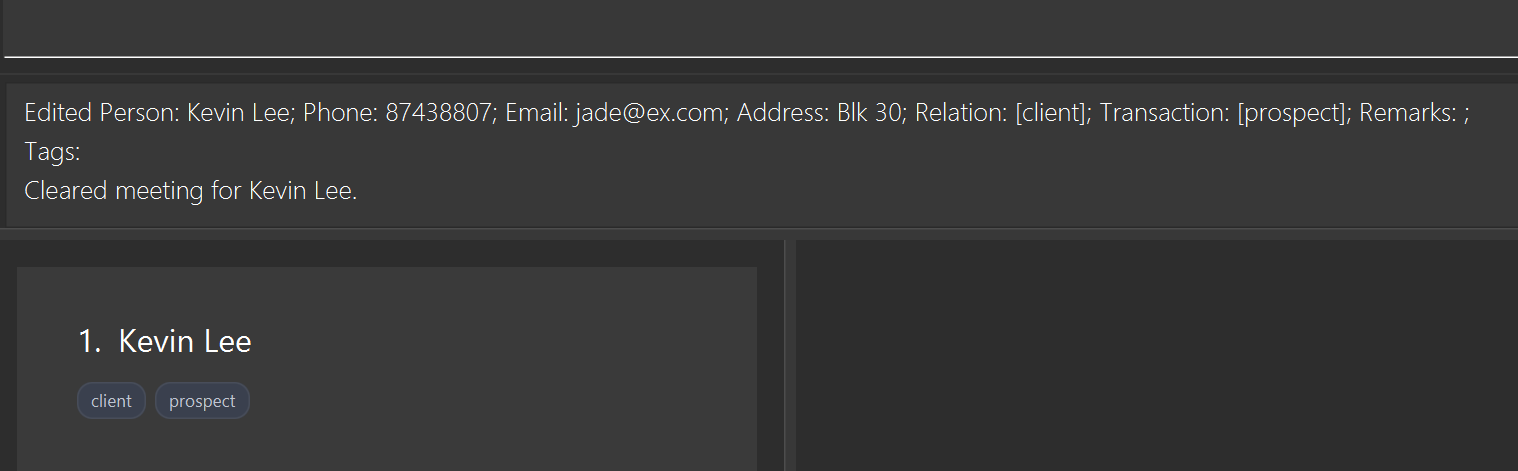 Edited Person: Kevin Lee; Phone: 87438807; Email: jade@ex.com; Address: Blk 30; Relation: [client]; Transaction: [prospect]; Remarks: ;
Tags:
Cleared meeting for Kevin Lee.
1. Kevin Lee
client prospect